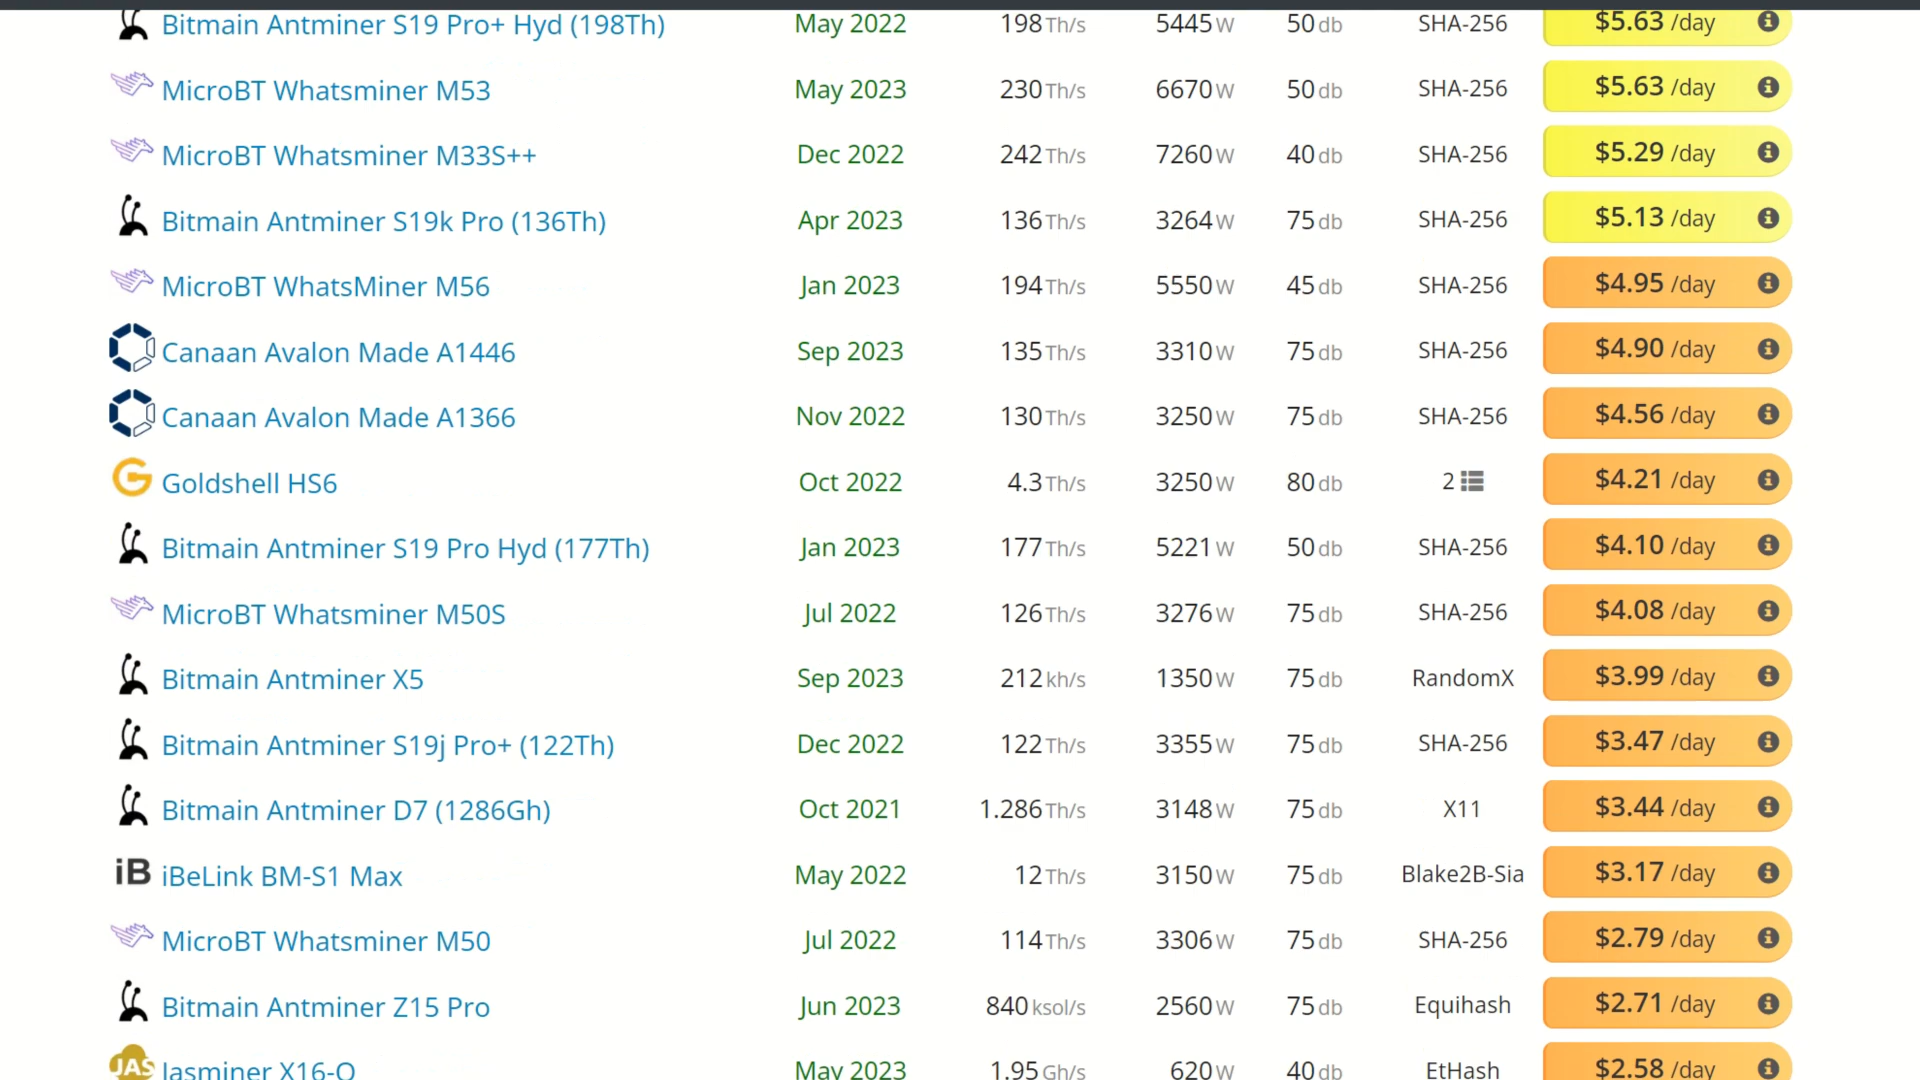 Bitmain Antminer S19 Pro+ Hyd (198Th) May 2022 198 Th/s 5445 W 50 db SHA-256 $5.63 /day
MicroBT Whatsminer M53 May 2023 230 Th/s 6670 W 50 db SHA-256 $5.63 /day
MicroBT Whatsminer M33S++ Dec 2022 242 Th/s 7260 W 40 db SHA-256 $5.29 /day
Bitmain Antminer S19k Pro (136Th) Apr 2023 136 Th/s 3264 W 75 db SHA-256 $5.13 /day
MicroBT WhatsMiner M56 Jan 2023 194 Th/s 5550 W 45 db SHA-256 $4.95 /day
Canaan Avalon Made A1446 Sep 2023 135 Th/s 3310 W 75 db SHA-256 $4.90 /day
Canaan Avalon Made A1366 Nov 2022 130 Th/s 3250 W 75 db SHA-256 $4.56 /day
Goldshell HS6 Oct 2022 4.3 Th/s 3250 W 80 db 2 $4.21 /day
Bitmain Antminer S19 Pro Hyd (177Th) Jan 2023 177 Th/s 5221 W 50 db SHA-256 $4.10 /day
MicroBT Whatsminer M50S Jul 2022 126 Th/s 3276 W 75 db SHA-256 $4.08 /day
Bitmain Antminer X5 Sep 2023 212 kh/s 1350 W 75 db RandomX $3.99 /day
Bitmain Antminer S19j Pro+ (122Th) Dec 2022 122 Th/s 3355 W 75 db SHA-256 $3.47 /day
Bitmain Antminer D7 (1286Gh) Oct 2021 1.286 Th/s 3148 W 75 db X11 $3.44 /day
iB iBeLink BM-S1 Max May 2022 12 Th/s 3150 W 75 db Blake2B-Sia $3.17 /day
MicroBT Whatsminer M50 Jul 2022 114 Th/s 3306 W 75 db SHA-256 $2.79 /day
Bitmain Antminer Z15 Pro Jun 2023 840 ksol/s 2560 W 75 db Equihash $2.71 /day
JAS Jasminer X16-Q May 2023 1.95 Gh/s 620 W 40 db EtHash $2.58 /day